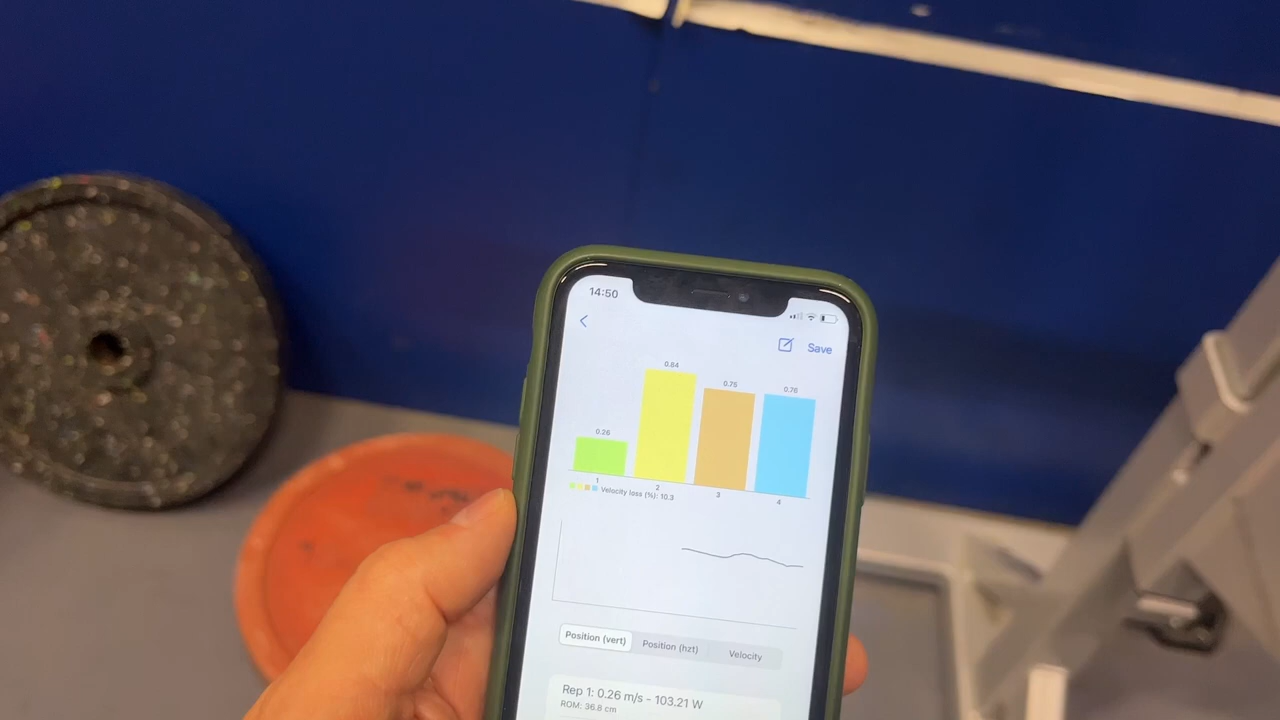 14:50
Save
0.26
0.84
0.75
0.76
1
2
3
4
Velocity loss (%): 10.3
Position (vert)
Position (hzt)
Velocity
Rep 1: 0.26 m/s - 103.21 W
ROM: 36.8 cm